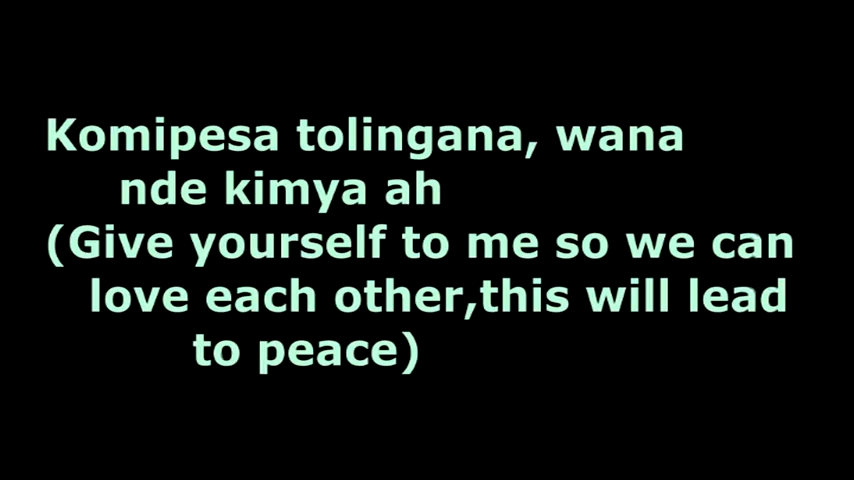 Komipesa tolingana, wana
nde kimya ah
(Give yourself to me so we can
love each other,this will lead
to peace)